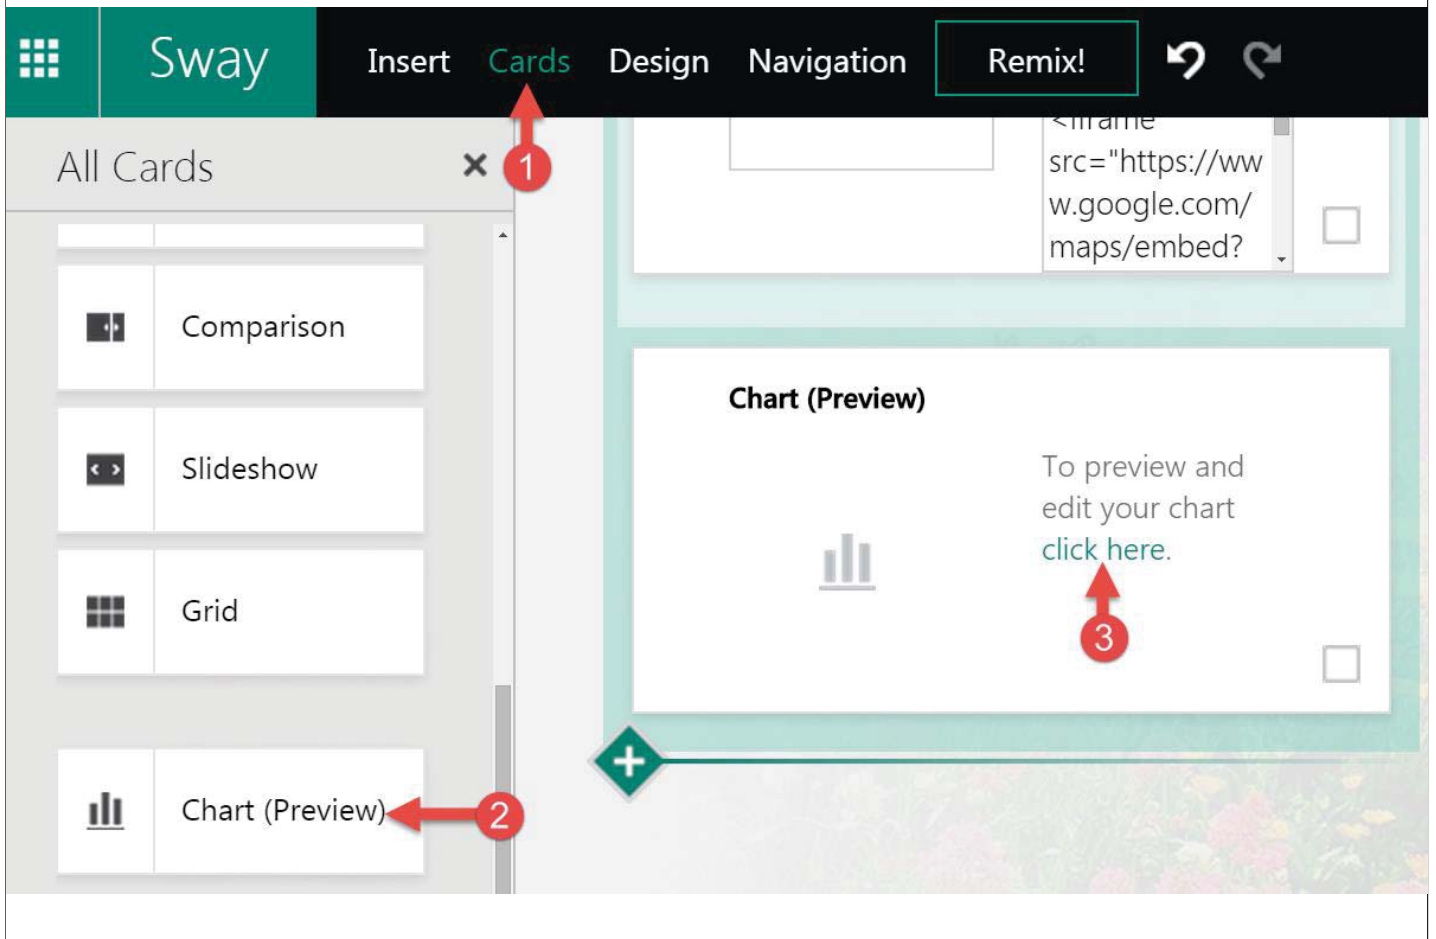 Sway Insert Cards Design Navigation Remix!
All Cards
1
<iframe
src="https://ww
w.google.com/
maps/embed?
Comparison
Slideshow
Grid
Chart (Preview)
2
Chart (Preview)
To preview and
edit your chart
click here.
3